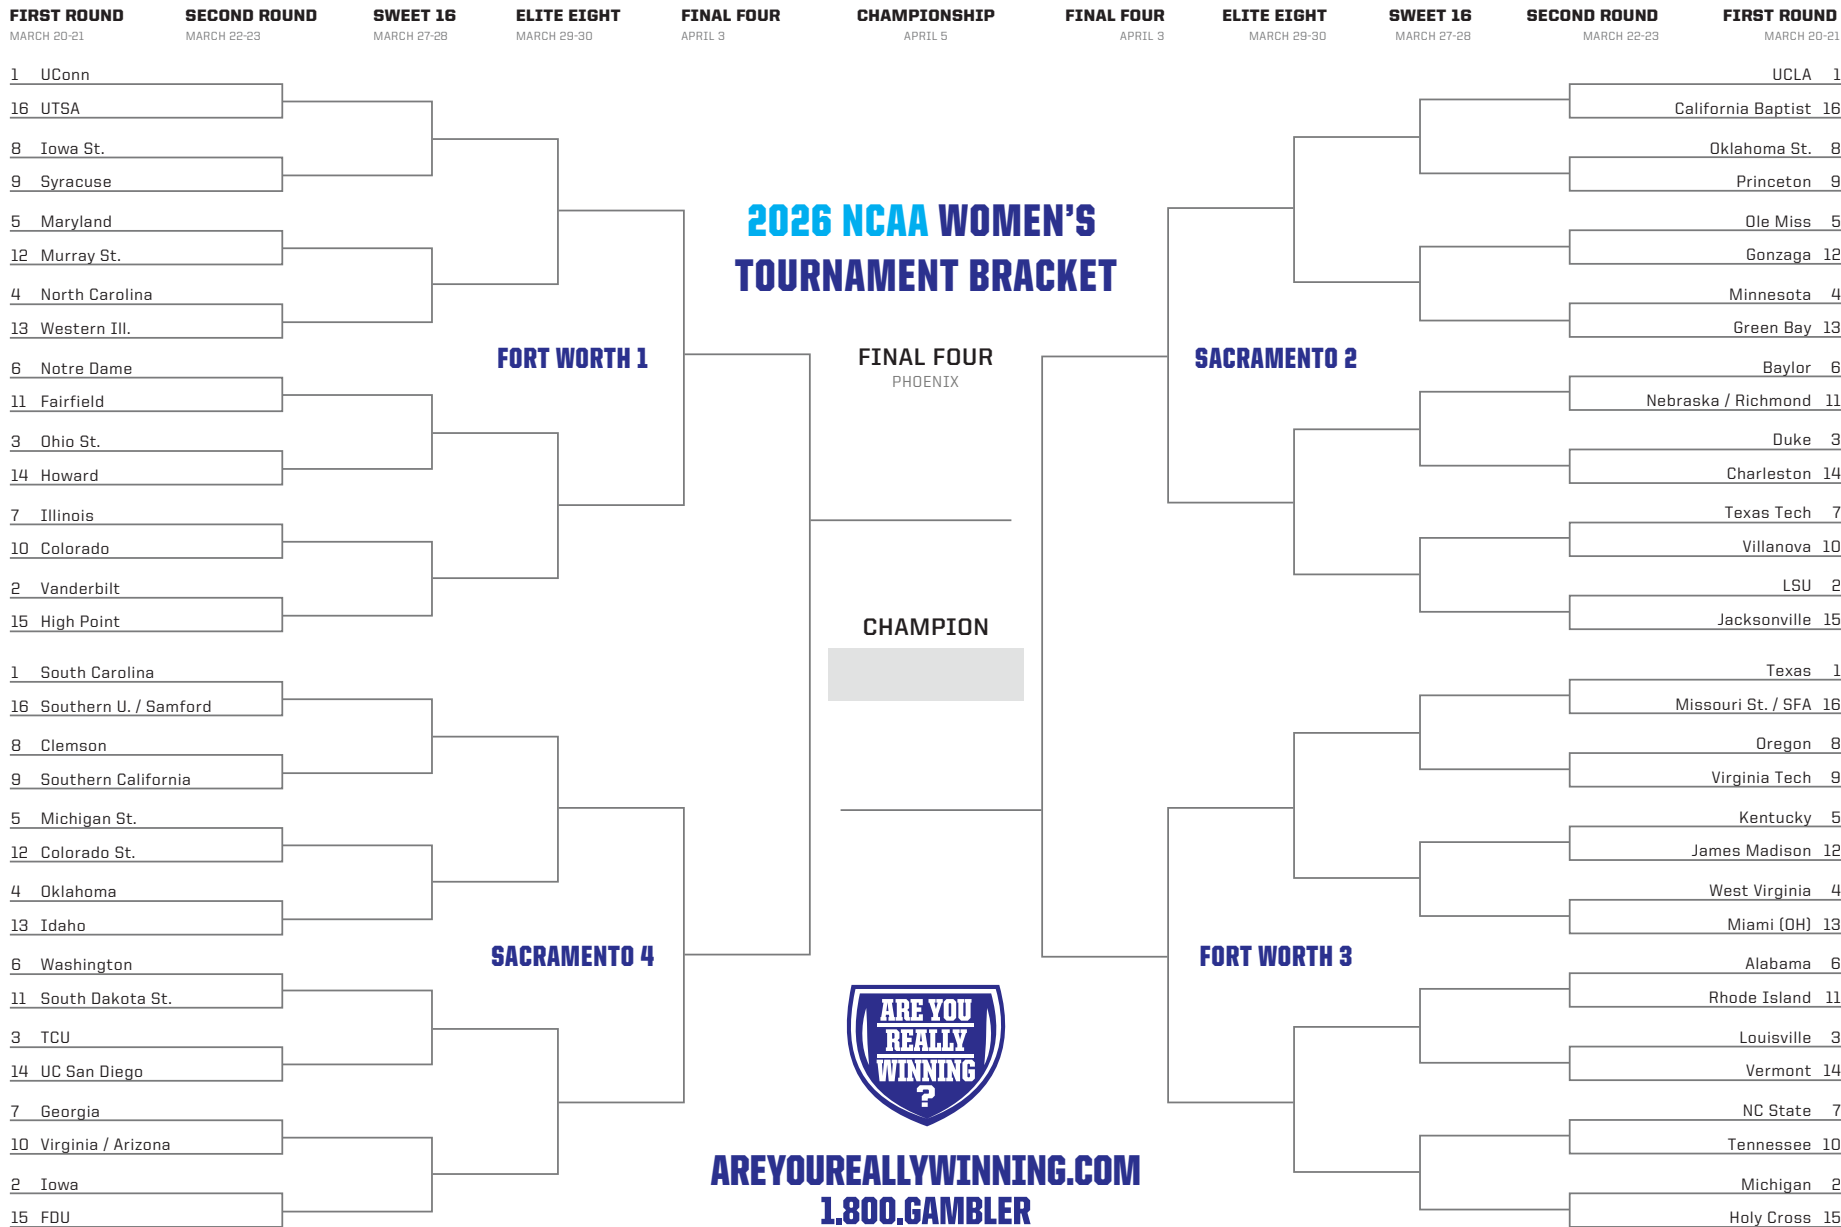 FIRST ROUND SECOND ROUND SWEET 16 ELITE EIGHT FINAL FOUR CHAMPIONSHIP FINAL FOUR ELITE EIGHT SWEET 16 SECOND ROUND FIRST ROUND
MARCH 20-21 MARCH 22-23 MARCH 27-28 MARCH 29-30 APRIL 3 APRIL 5 APRIL 3 MARCH 29-30 MARCH 27-28 MARCH 22-23 MARCH 20-21
1 UConn
16 UTSA
8 Iowa St.
9 Syracuse
5 Maryland
12 Murray St.
4 North Carolina
13 Western Ill.
6 Notre Dame
11 Fairfield
3 Ohio St.
14 Howard
7 Illinois
10 Colorado
2 Vanderbilt
15 High Point
FORT WORTH 1
1 South Carolina
16 Southern U. / Samford
8 Clemson
9 Southern California
5 Michigan St.
12 Colorado St.
4 Oklahoma
13 Idaho
6 Washington
11 South Dakota St.
3 TCU
14 UC San Diego
7 Georgia
10 Virginia / Arizona
2 Iowa
15 FDU
SACRAMENTO 4
2026 NCAA WOMEN'S
TOURNAMENT BRACKET
FINAL FOUR
PHOENIX
CHAMPION
ARE YOU
REALLY
WINNING
?
AREYOUREALLYWINNING.COM
1.800.GAMBLER
UCLA 1
California Baptist 16
Oklahoma St. 8
Princeton 9
Ole Miss 5
Gonzaga 12
Minnesota 4
Green Bay 13
Baylor 6
Nebraska / Richmond 11
Duke 3
Charleston 14
Texas Tech 7
Villanova 10
LSU 2
Jacksonville 15
SACRAMENTO 2
Texas 1
Missouri St. / SFA 16
Oregon 8
Virginia Tech 9
Kentucky 5
James Madison 12
West Virginia 4
Miami (OH) 13
Alabama 6
Rhode Island 11
Louisville 3
Vermont 14
NC State 7
Tennessee 10
Michigan 2
Holy Cross 15
FORT WORTH 3